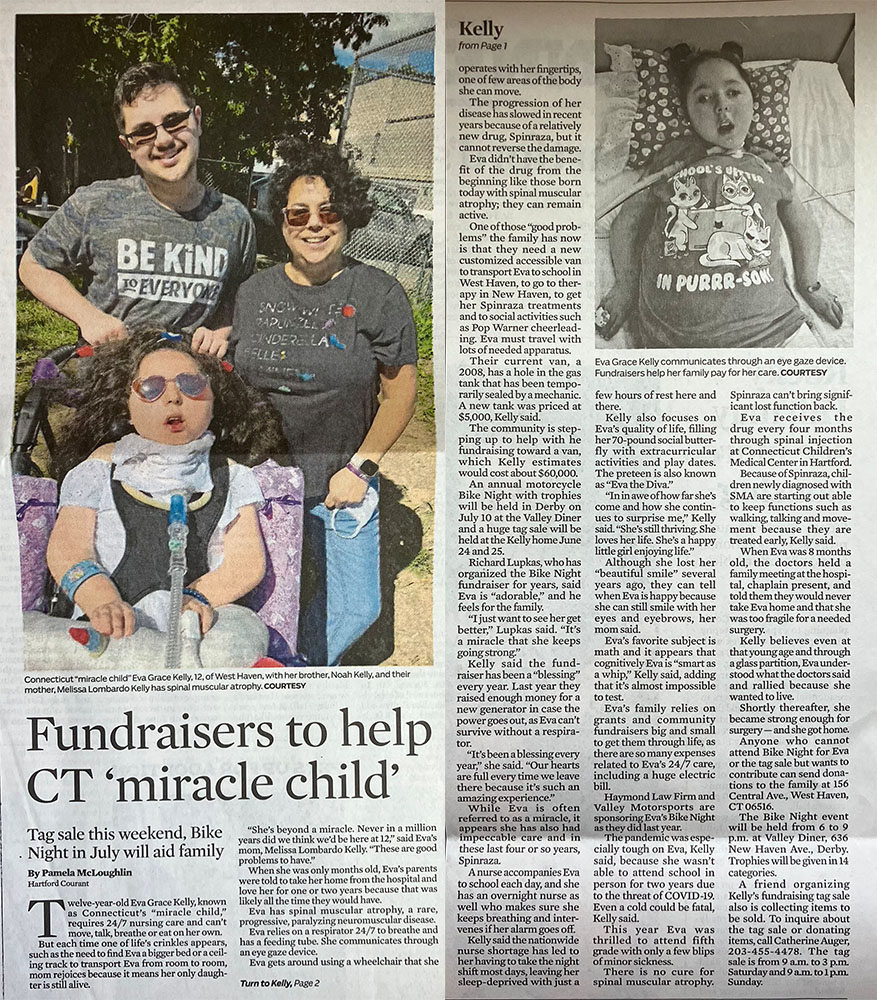 BE KIND
TO EVERYONE
CINDERELLA
Connecticut “miracle child” Eva Grace Kelly, 12, of West Haven, with her brother, Noah Kelly, and their
mother, Melissa Lombardo Kelly has spinal muscular atrophy. COURTESY
Fundraisers to help
CT ‘miracle child’
Tag sale this weekend, Bike
Night in July will aid family
By Pamela McLoughlin
Hartford Courant
Twelve-year-old Eva Grace Kelly, known
as Connecticut’s “miracle child,”
requires 24/7 nursing care and can’t
move, talk, breathe or eat on her own.
But each time one of life’s crinkles appears,
such as the need to find Eva a bigger bed or a ceil-
ing track to transport Eva from room to room,
mom rejoices because it means her only daugh-
ter is still alive.
“She’s beyond a miracle. Never in a million
years did we think we’d be here at 12,” said Eva’s
mom, Melissa Lombardo Kelly. “These are good
problems to have.”
When she was only months old, Eva’s parents
were told to take her home from the hospital and
love her for one or two years because that was
likely all the time they would have.
Eva has spinal muscular atrophy, a rare,
progressive, paralyzing neuromuscular disease.
Eva relies on a respirator 24/7 to breathe and
has a feeding tube. She communicates through
an eye gaze device.
Eva gets around using a wheelchair that she
Turn to Kelly, Page 2
Kelly
from Page 1
operates with her fingertips,
one of few areas of the body
she can move.
The progression of her
disease has slowed in recent
years because of a relatively
new drug, Spinraza, but it
cannot reverse the damage.
Eva didn’t have the bene-
fit of the drug from the
beginning like those born
today with spinal muscular
atrophy; they can remain
active.
One of those “good prob-
lems” the family has now
is that they need a new
customized accessible van
to transport Eva to school in
West Haven, to go to ther-
apy in New Haven, to get
her Spinraza treatments
and to social activities such
as Pop Warner cheerlead-
ing. Eva must travel with
lots of needed apparatus.
Their current van, a
2008, has a hole in the gas
tank that has been tempo-
rarily sealed by a mechanic.
A new tank was priced at
$5,000, Kelly said.
The community is step-
ping up to help with he
fundraising toward a van,
which Kelly estimates
would cost about $60,000.
An annual motorcycle
Bike Night with trophies
will be held in Derby on
July 10 at the Valley Diner
and a huge tag sale will be
held at the Kelly home June
24 and 25.
Richard Lupkas, who has
organized the Bike Night
fundraiser for years, said
Eva is “adorable,” and he
feels for the family.
“I just want to see her get
better,” Lupkas said. “It’s
a miracle that she keeps
going strong.”
Kelly said the fund-
raiser has been a “blessing”
every year. Last year they
raised enough money for a
new generator in case the
power goes out, as Eva can’t
survive without a respira-
tor.
“It’s been a blessing every
year,” she said. “Our hearts
are full every time we leave
there because it’s such an
amazing experience.”
While Eva is often
referred to as a miracle, it
appears she has also had
impeccable care and in
these last four or so years,
Spinraza.
A nurse accompanies Eva
to school each day, and she
has an overnight nurse as
well who makes sure she
keeps breathing and inter-
venes if her alarm goes off.
Kelly said the nationwide
nurse shortage has led to
her having to take the night
shift most days, leaving her
sleep-deprived with just a
SCHOOL'S BETTER
IN PURRR-SON!
Eva Grace Kelly communicates through an eye gaze device.
Fundraisers help her family pay for her care. COURTESY
few hours of rest here and
there.
Kelly also focuses on
Eva’s quality of life, filling
her 70-pound social butter-
fly with extracurricular
activities and play dates.
The preteen is also known
as “Eva the Diva.”
“In in awe of how far she’s
come and how she contin-
ues to surprise me,” Kelly
said. “She’s still thriving. She
loves her life. She’s a happy
little girl enjoying life.”
Although she lost her
“beautiful smile” several
years ago, they can tell
when Eva is happy because
she can still smile with her
eyes and eyebrows, her
mom said.
Eva’s favorite subject is
math and it appears that
cognitively Eva is “smart as
a whip,” Kelly said, adding
that it’s almost impossible
to test.
Eva’s family relies on
grants and community
fundraisers big and small
to get them through life, as
there are so many expenses
related to Eva’s 24/7 care,
including a huge electric
bill.
Haymond Law Firm and
Valley Motorsports are
sponsoring Eva’s Bike Night
as they did last year.
The pandemic was espe-
cially tough on Eva, Kelly
said, because she wasn’t
able to attend school in
person for two years due
to the threat of COVID-19.
Even a cold could be fatal,
Kelly said.
This year Eva was
thrilled to attend fifth
grade with only a few blips
of minor sickness.
There is no cure for
spinal muscular atrophy.
Spinraza can’t bring signif-
icant lost function back.
Eva receives the
drug every four months
through spinal injection
at Connecticut Children’s
Medical Center in Hartford.
Because of Spinraza, chil-
dren newly diagnosed with
SMA are starting out able
to keep functions such as
walking, talking and move-
ment because they are
treated early, Kelly said.
When Eva was 8 months
old, the doctors held a
family meeting at the hospi-
tal, chaplain present, and
told them they would never
take Eva home and that she
was too fragile for a needed
surgery.
Kelly believes even at
that young age and through
a glass partition, Eva under-
stood what the doctors said
and rallied because she
wanted to live.
Shortly thereafter, she
became strong enough for
surgery — and she got home.
Anyone who cannot
attend Bike Night for Eva
or the tag sale but wants to
contribute can send dona-
tions to the family at 156
Central Ave., West Haven,
CT 06516.
The Bike Night event
will be held from 6 to 9
p.m. at Valley Diner, 636
New Haven Ave., Derby.
Trophies will be given in 14
categories.
A friend organizing
Kelly’s fundraising tag sale
also is collecting items to
be sold. To inquire about
the tag sale or donating
items, call Catherine Auger,
203-455-4478. The tag
sale is from 9 a.m. to 3 p.m.
Saturday and 9 a.m. to 1 p.m.
Sunday.